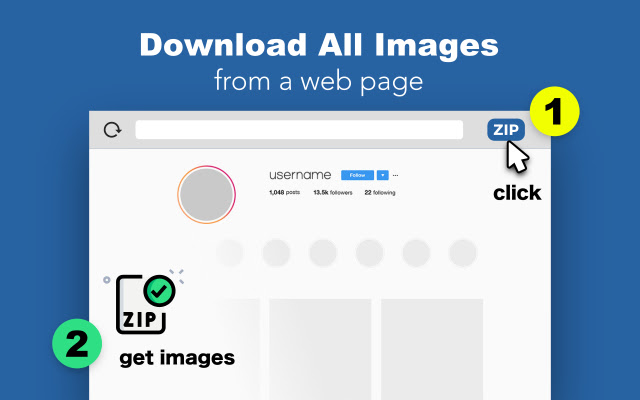 Download All Images
from a web page
ZIP
1
click
username Follow ▾ ···
1,048 posts 13.5k followers 22 following
ZIP
2
get images